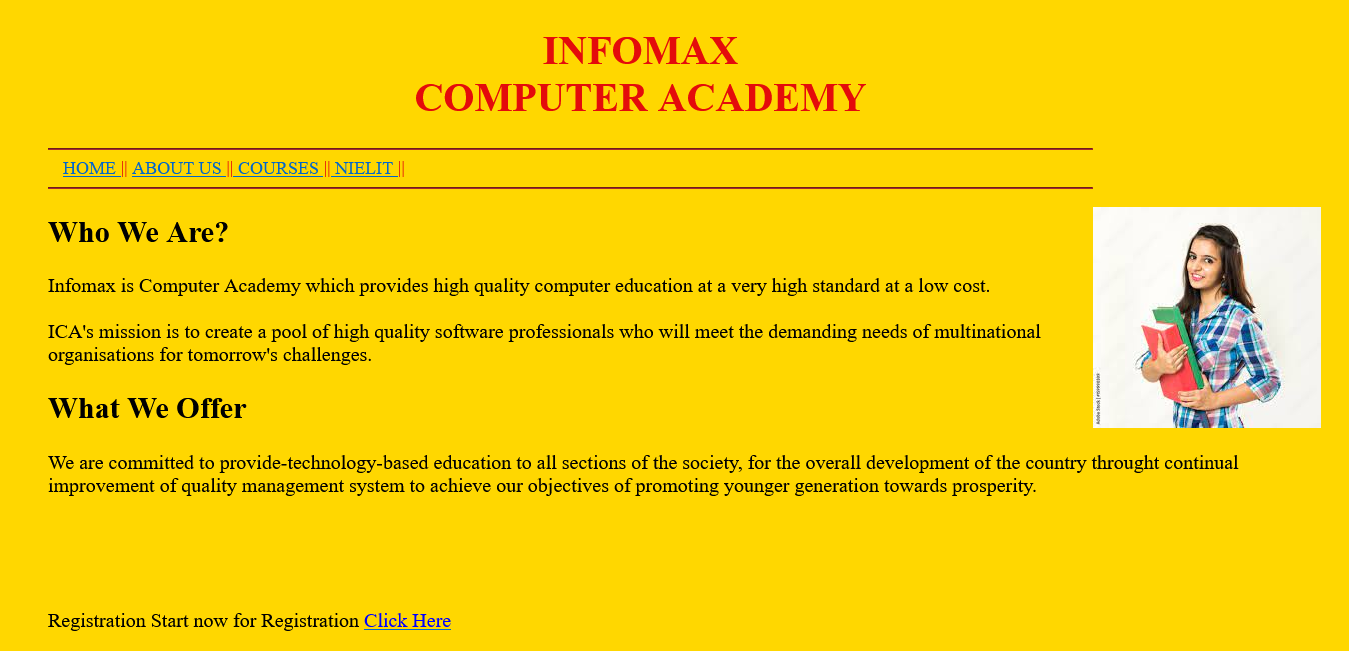 INFOMAX
COMPUTER ACADEMY
HOME || ABOUT US || COURSES || NIELIT ||
Who We Are?
Infomax is Computer Academy which provides high quality computer education at a very high standard at a low cost.
ICA's mission is to create a pool of high quality software professionals who will meet the demanding needs of multinational
organisations for tomorrow's challenges.
What We Offer
We are committed to provide-technology-based education to all sections of the society, for the overall development of the country throught continual
improvement of quality management system to achieve our objectives of promoting younger generation towards prosperity.
Registration Start now for Registration Click Here